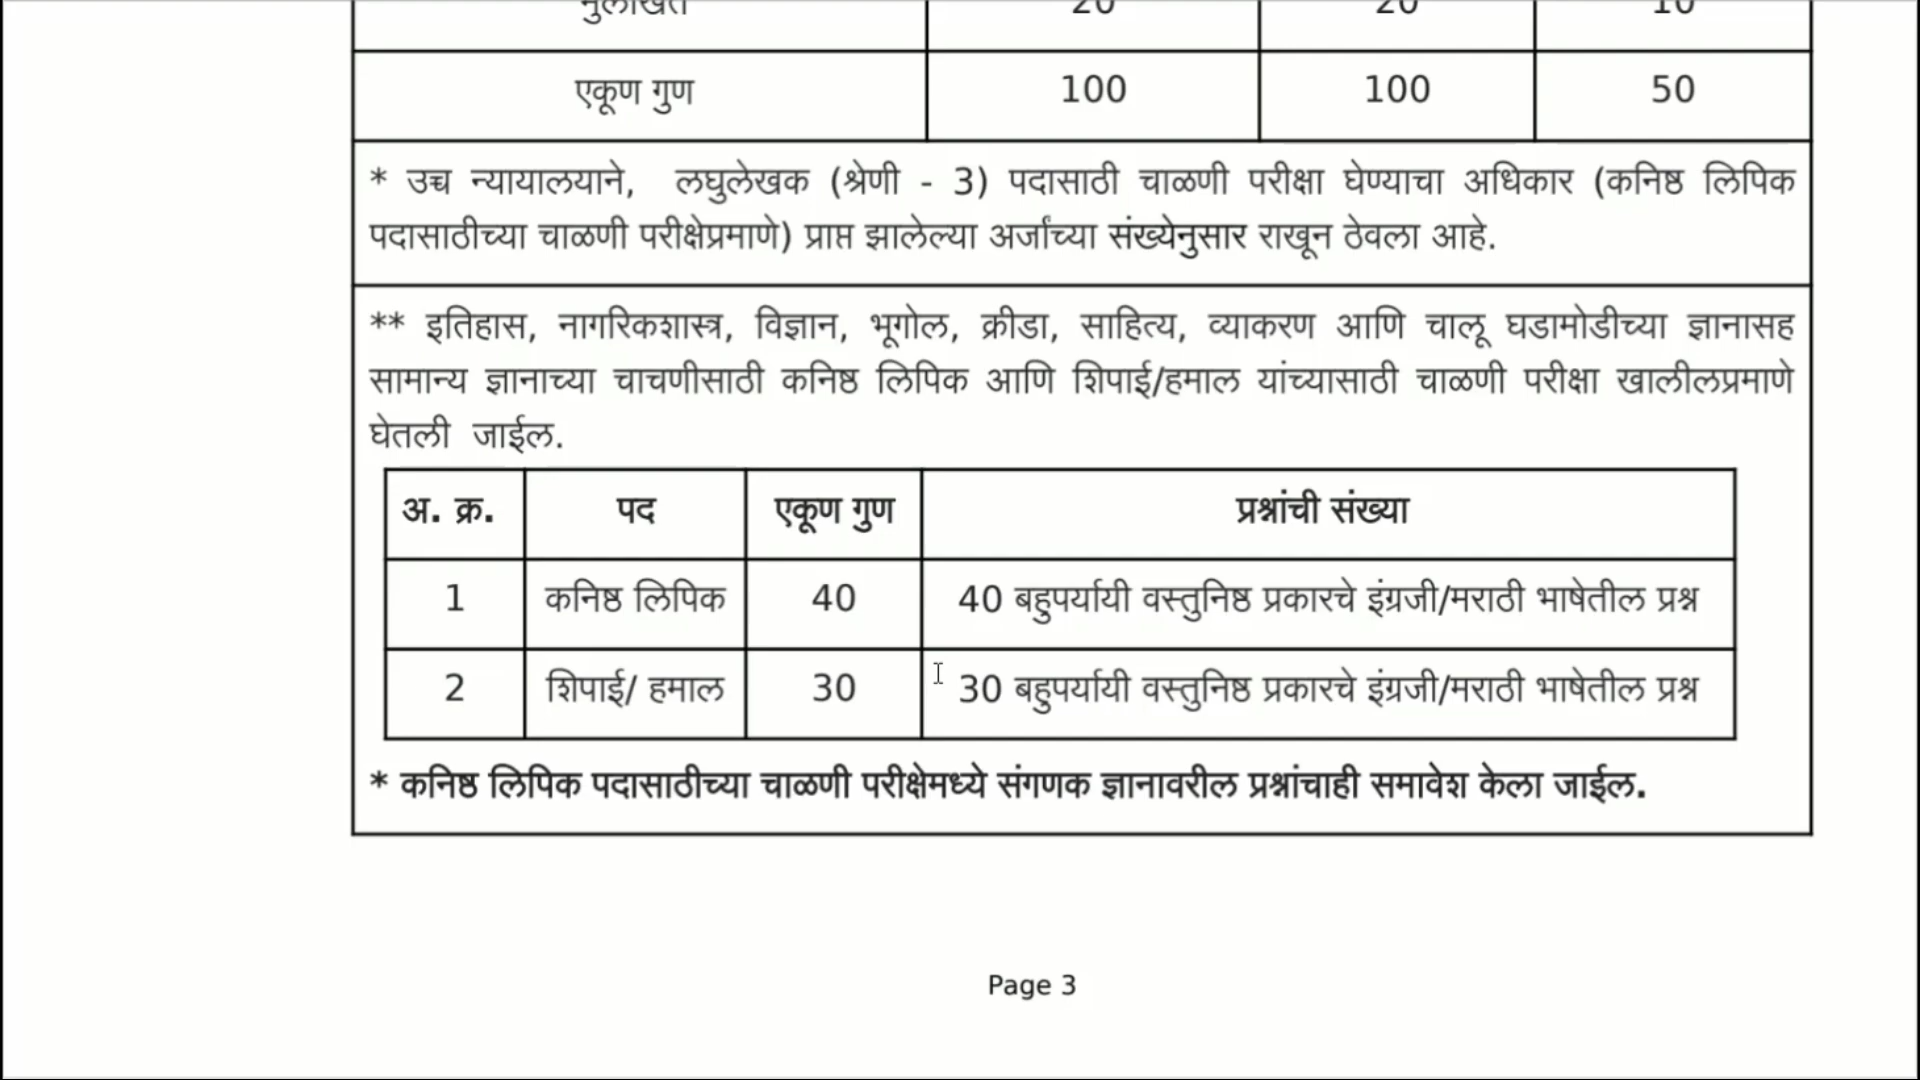 20 20 10
एकूण गुण 100 100 50
* उच्च न्यायालयाने, लघुलेखक (श्रेणी - 3) पदासाठी चाळणी परीक्षा घेण्याचा अधिकार (कनिष्ठ लिपिक
पदासाठीच्या चाळणी परीक्षेप्रमाणे) प्राप्त झालेल्या अर्जांच्या संख्येनुसार राखून ठेवला आहे.
** इतिहास, नागरिकशास्त्र, विज्ञान, भूगोल, क्रीडा, साहित्य, व्याकरण आणि चालू घडामोडीच्या ज्ञानासह
सामान्य ज्ञानाच्या चाचणीसाठी कनिष्ठ लिपिक आणि शिपाई/हमाल यांच्यासाठी चाळणी परीक्षा खालीलप्रमाणे
घेतली जाईल.
अ. क्र. पद एकूण गुण प्रश्नांची संख्या
1 कनिष्ठ लिपिक 40 40 बहुपर्यायी वस्तुनिष्ठ प्रकारचे इंग्रजी/मराठी भाषेतील प्रश्न
2 शिपाई/ हमाल 30 30 बहुपर्यायी वस्तुनिष्ठ प्रकारचे इंग्रजी/मराठी भाषेतील प्रश्न
* कनिष्ठ लिपिक पदासाठीच्या चाळणी परीक्षेमध्ये संगणक ज्ञानावरील प्रश्नांचाही समावेश केला जाईल.
Page 3